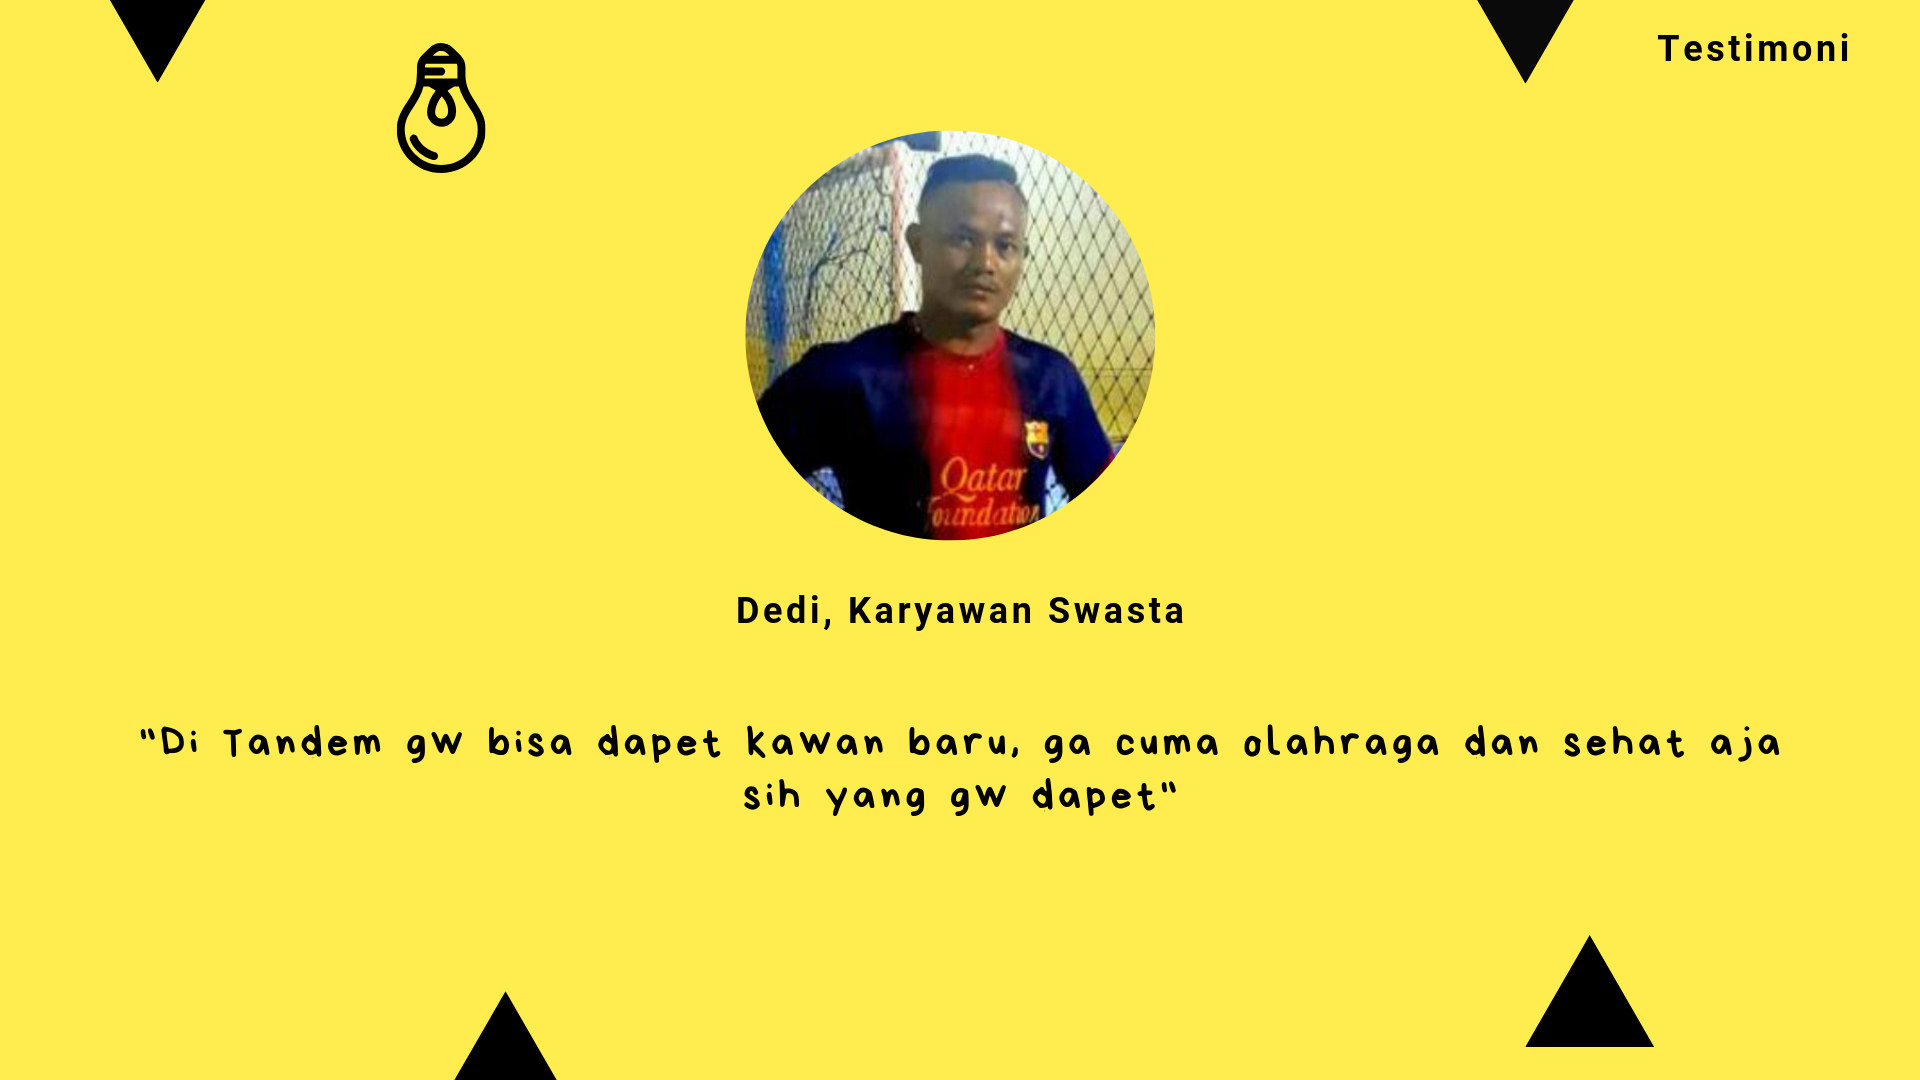 Testimoni
Qatar
Foundation
Dedi, Karyawan Swasta
"Di Tandem gw bisa dapet kawan baru, ga cuma olahraga dan sehat aja
sih yang gw dapet"